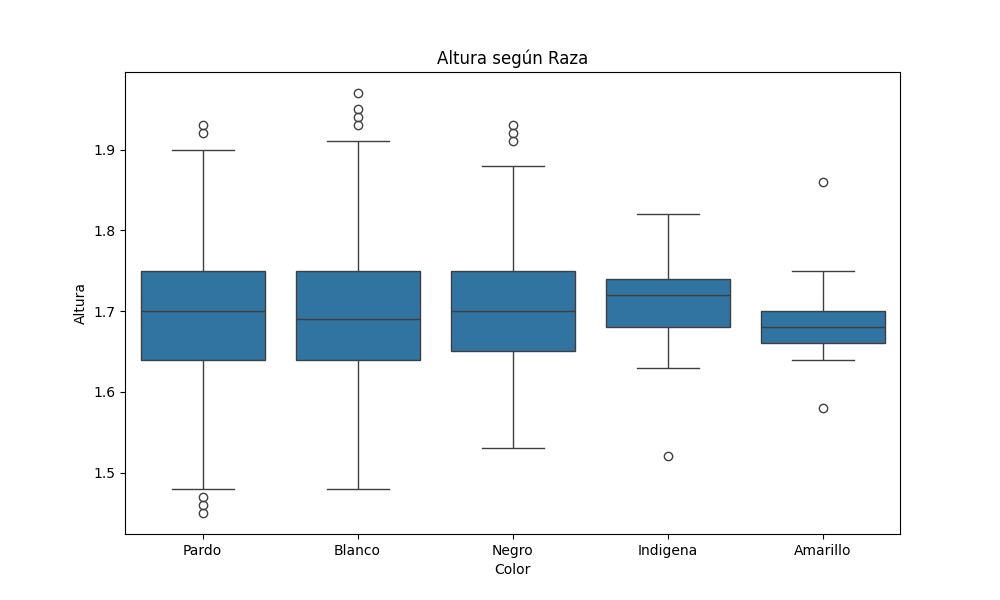 Altura según Raza
Altura
1.9
1.8
1.7
1.6
1.5
Pardo
Blanco
Negro
Indigena
Amarillo
Color